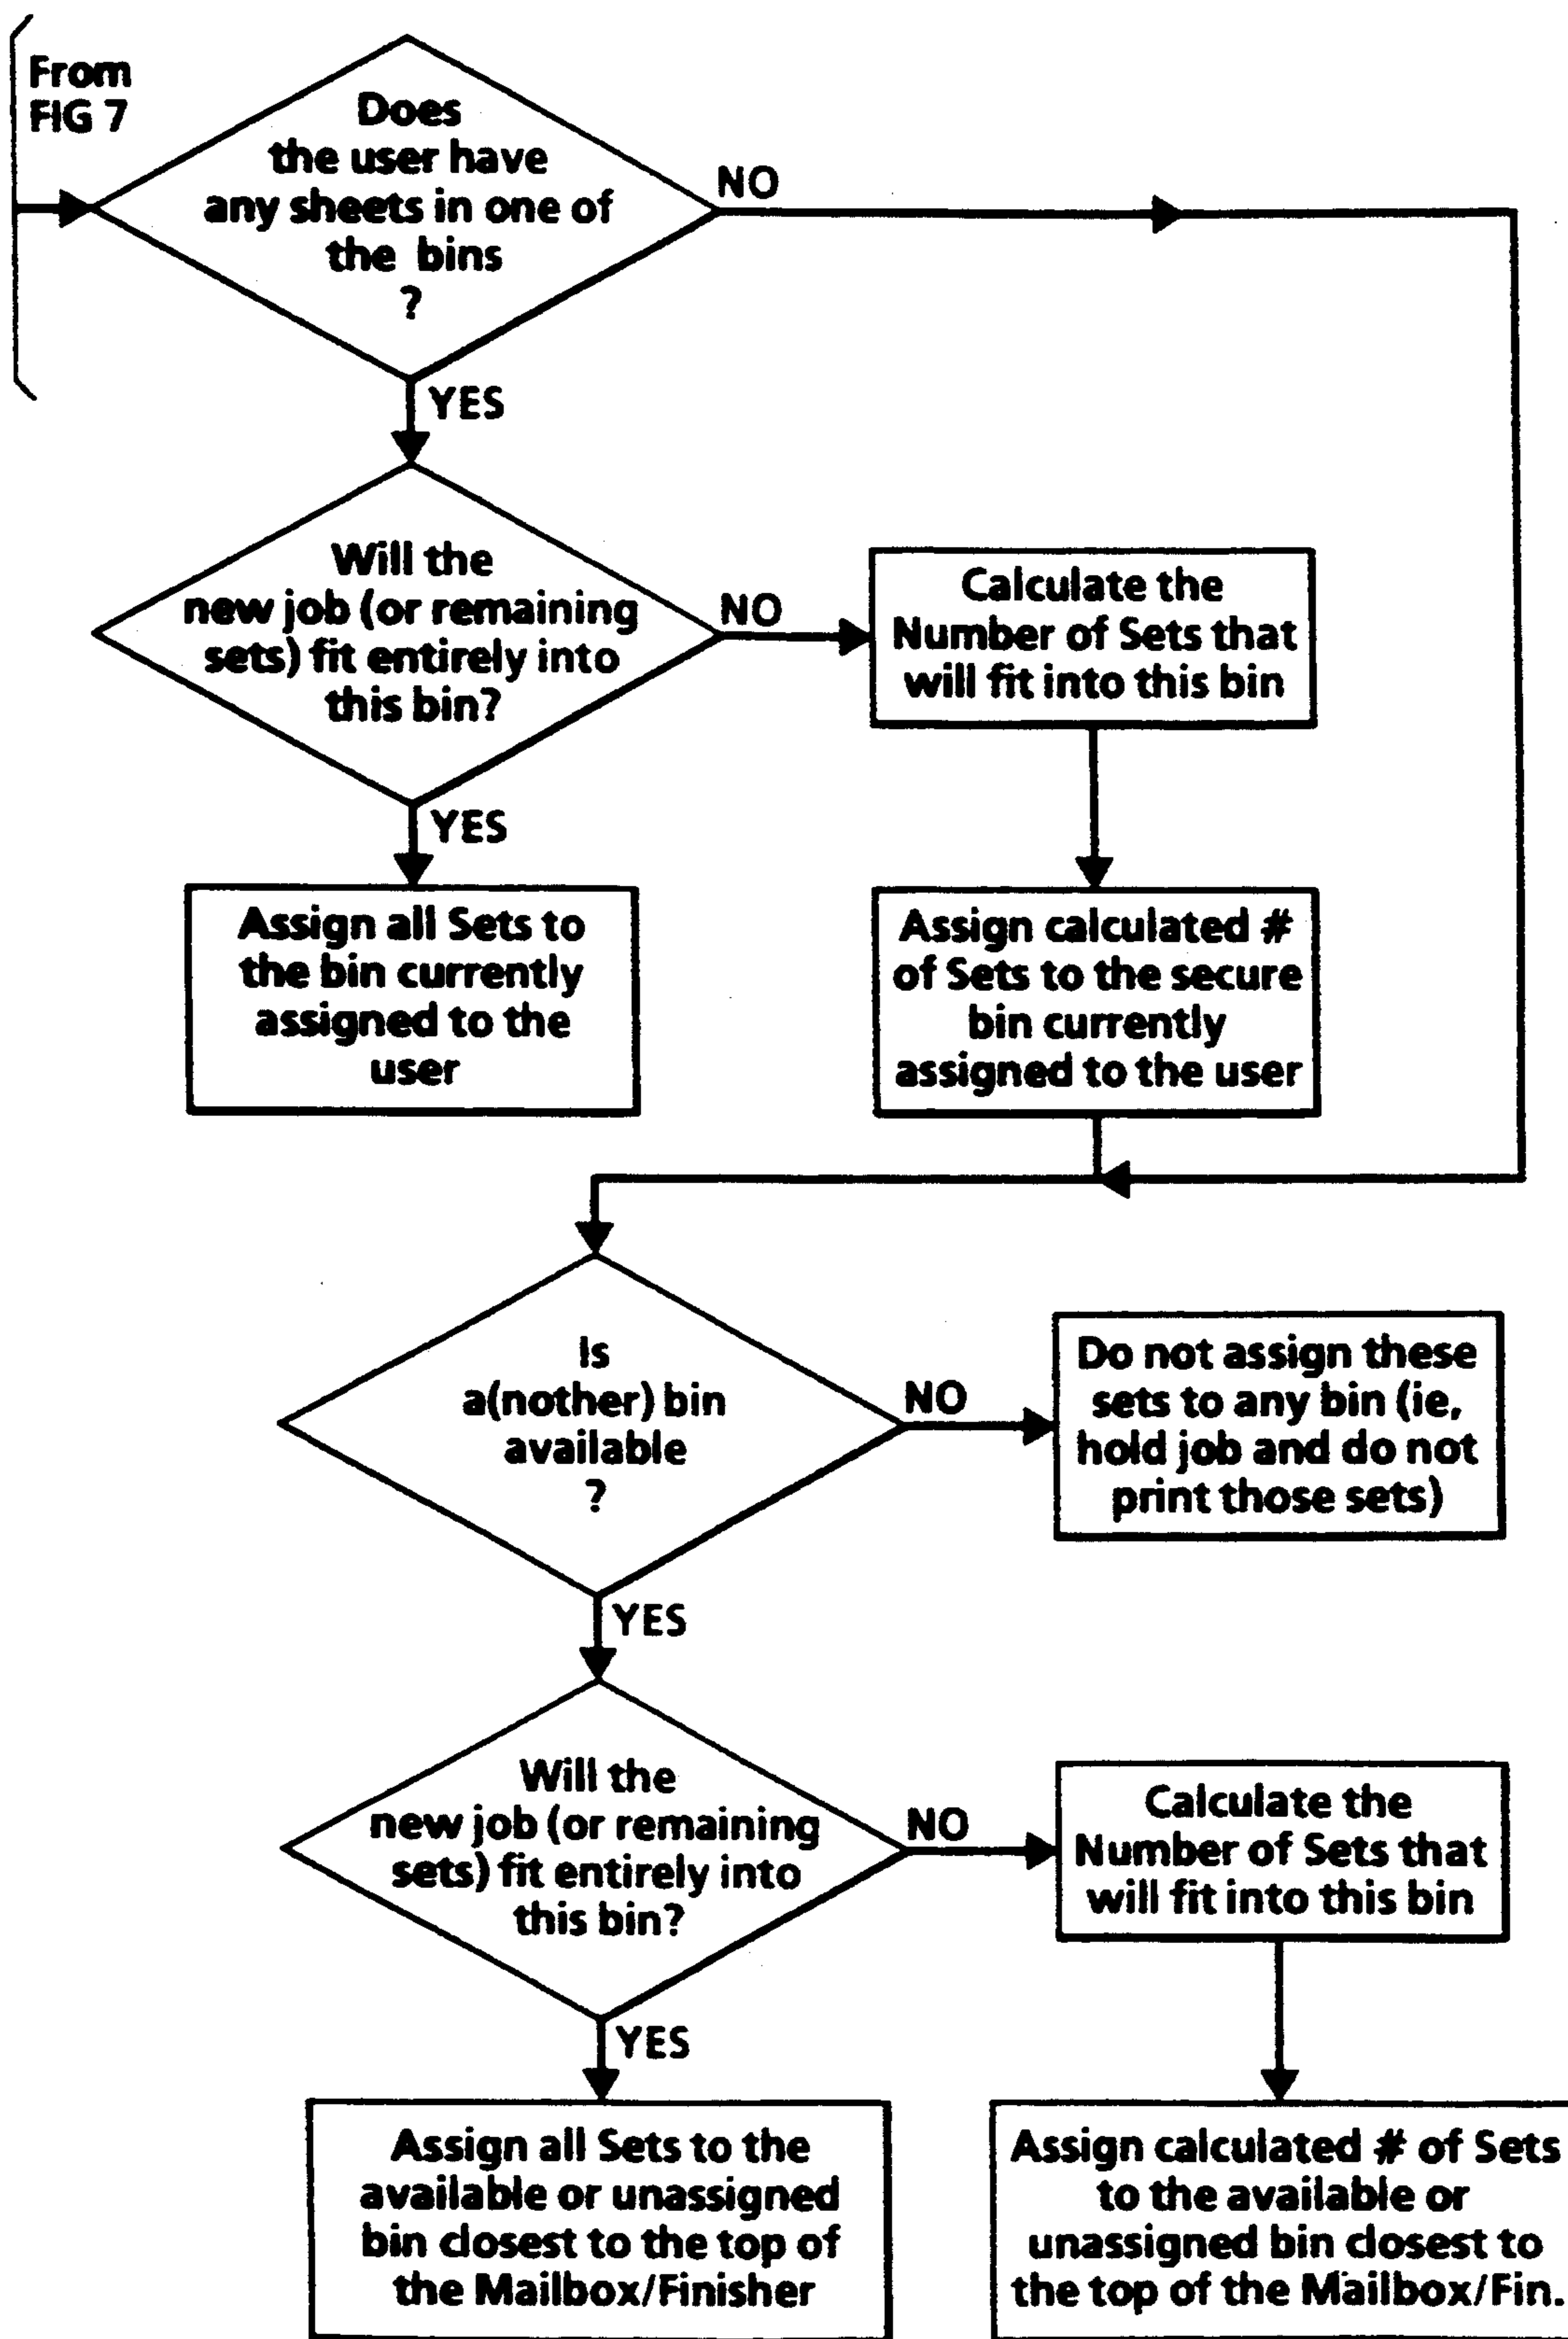 From
FIG 7
Does
the user have
any sheets in one of
the bins
?
NO
YES
Will the
new job (or remaining
sets) fit entirely into
this bin?
NO
Calculate the
Number of Sets that
will fit into this bin
YES
Assign all Sets to
the bin currently
assigned to the
user
Assign calculated #
of Sets to the secure
bin currently
assigned to the user
Is
a(nother) bin
available
?
NO
Do not assign these
sets to any bin (ie,
hold job and do not
print those sets)
YES
Will the
new job (or remaining
sets) fit entirely into
this bin?
NO
Calculate the
Number of Sets that
will fit into this bin
YES
Assign all Sets to the
available or unassigned
bin closest to the top of
the Mailbox/Finisher
Assign calculated # of Sets
to the available or
unassigned bin closest to
the top of the Mailbox/Fin.